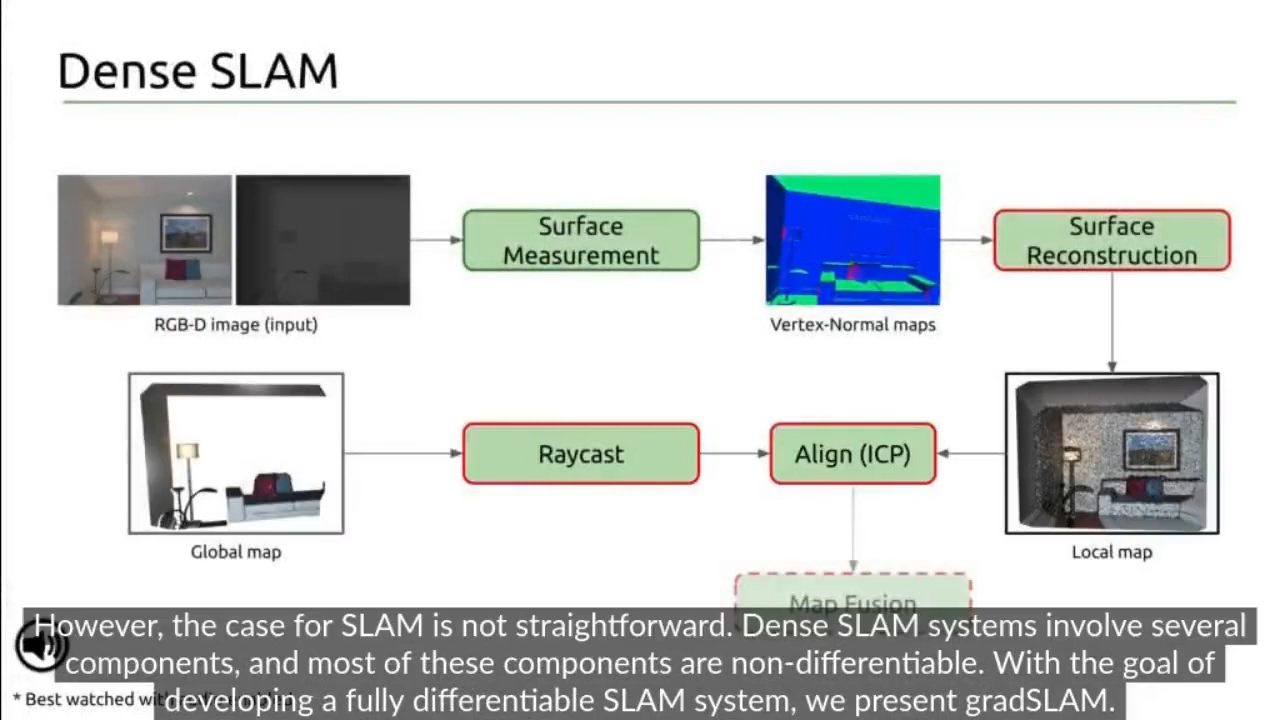 Dense SLAM
Surface
Measurement
Surface
Reconstruction
RGB-D image (input)
Vertex-Normal maps
Raycast
Align (ICP)
Global map
Local map
Map Fusion
However, the case for SLAM is not straightforward. Dense SLAM systems involve several
components, and most of these components are non-differentiable. With the goal of
* Best watched with
developing a fully differentiable SLAM system, we present gradSLAM.